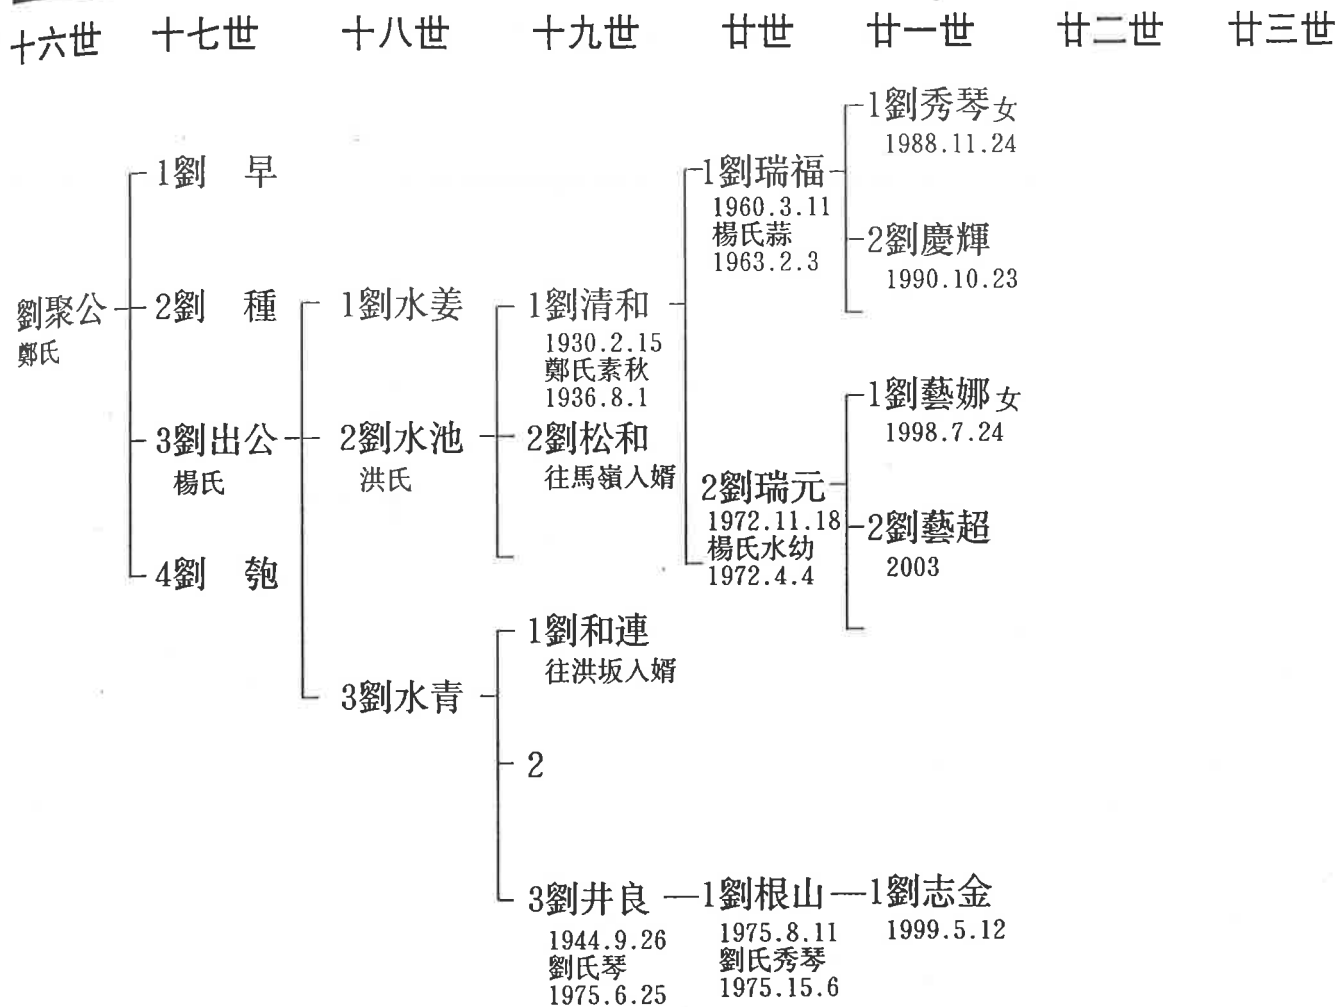 十六世 十七世 十八世 十九世 廿世 廿一世 廿二世 廿三世
劉聚公
鄭氏
1劉　早
2劉　種
3劉出公
楊氏
4劉　匏
1劉水姜
2劉水池
洪氏
3劉水青
1劉清和
1930.2.15
鄭氏素秋
1936.8.1
2劉松和
往馬嶺入婿
1劉和連
往洪坂入婿
2
3劉井良
1944.9.26
劉氏琴
1975.6.25
1劉瑞福
1960.3.11
楊氏蒜
1963.2.3
2劉瑞元
1972.11.18
楊氏水幼
1972.4.4
1劉根山
1975.8.11
劉氏秀琴
1975.15.6
1劉秀琴女
1988.11.24
2劉慶輝
1990.10.23
1劉藝娜女
1998.7.24
2劉藝超
2003
1劉志金
1999.5.12